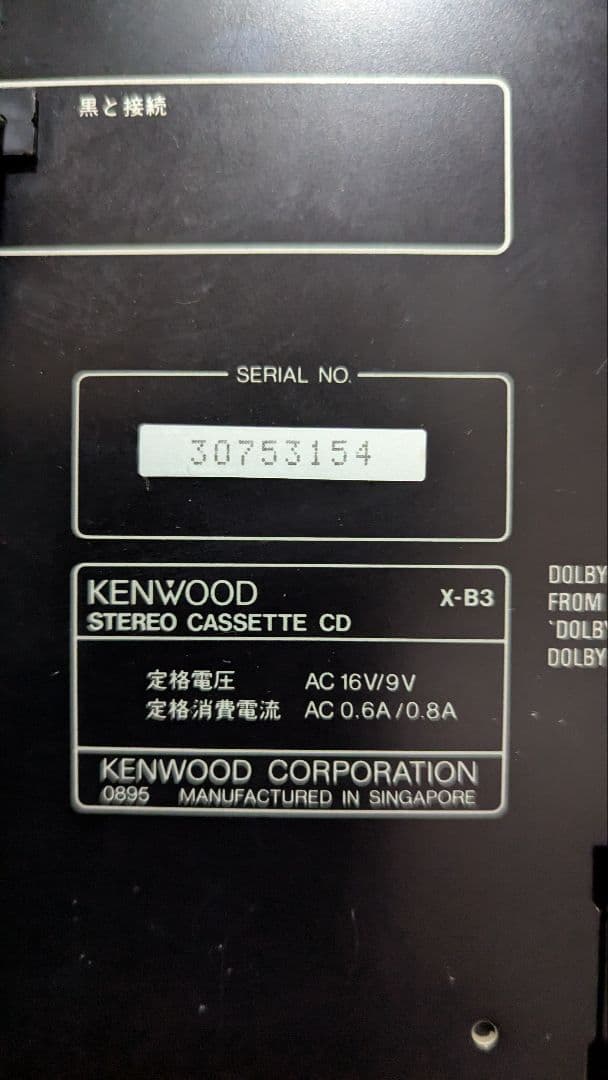 黒と接続
SERIAL NO.
30753154
KENWOOD X-B3
STEREO CASSETTE CD
定格電圧 AC 16V/9V
定格消費電流 AC 0.6A/0.8A
KENWOOD CORPORATION
0895 MANUFACTURED IN SINGAPORE
DOLBY
FROM
"DOLBY
DOLBY